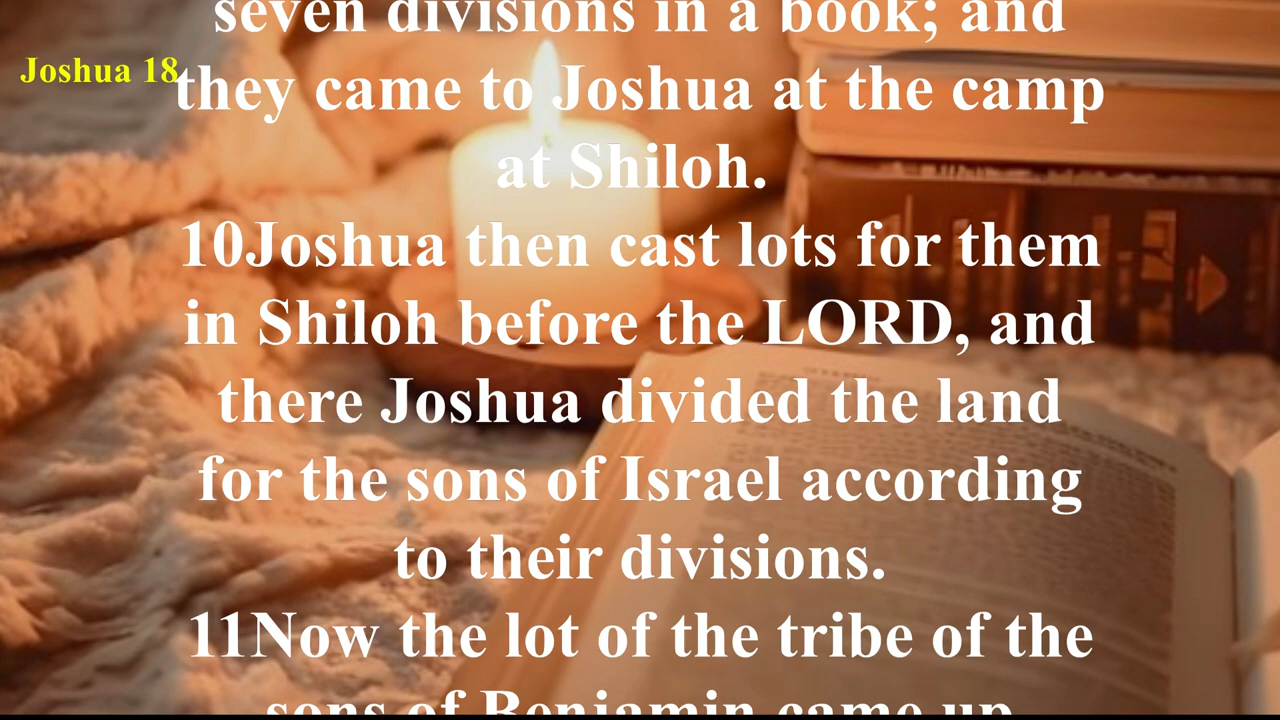 seven divisions in a book; and
Joshua 18
they came to Joshua at the camp
at Shiloh.
10Joshua then cast lots for them
in Shiloh before the LORD, and
there Joshua divided the land
for the sons of Israel according
to their divisions.
11Now the lot of the tribe of the
sons of Benjamin came up